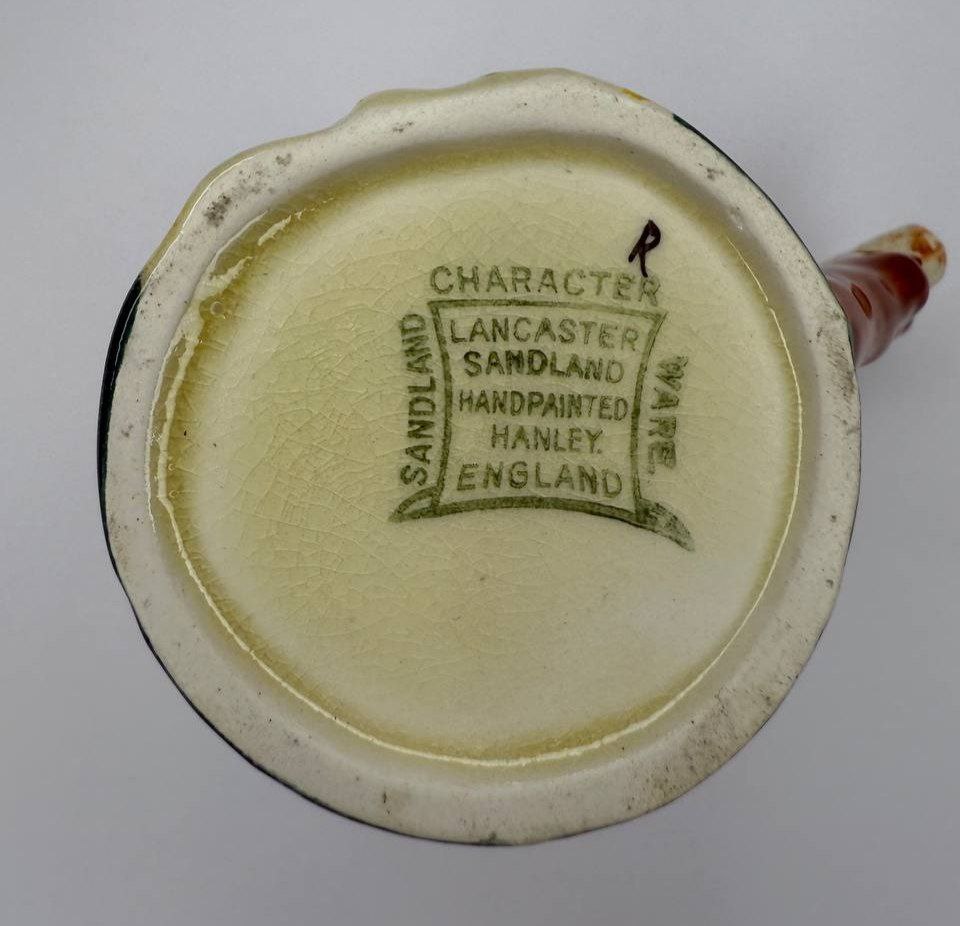 R
CHARACTER
SANDLAND
LANCASTER
SANDLAND
HANDPAINTED
HANLEY.
ENGLAND
WARE